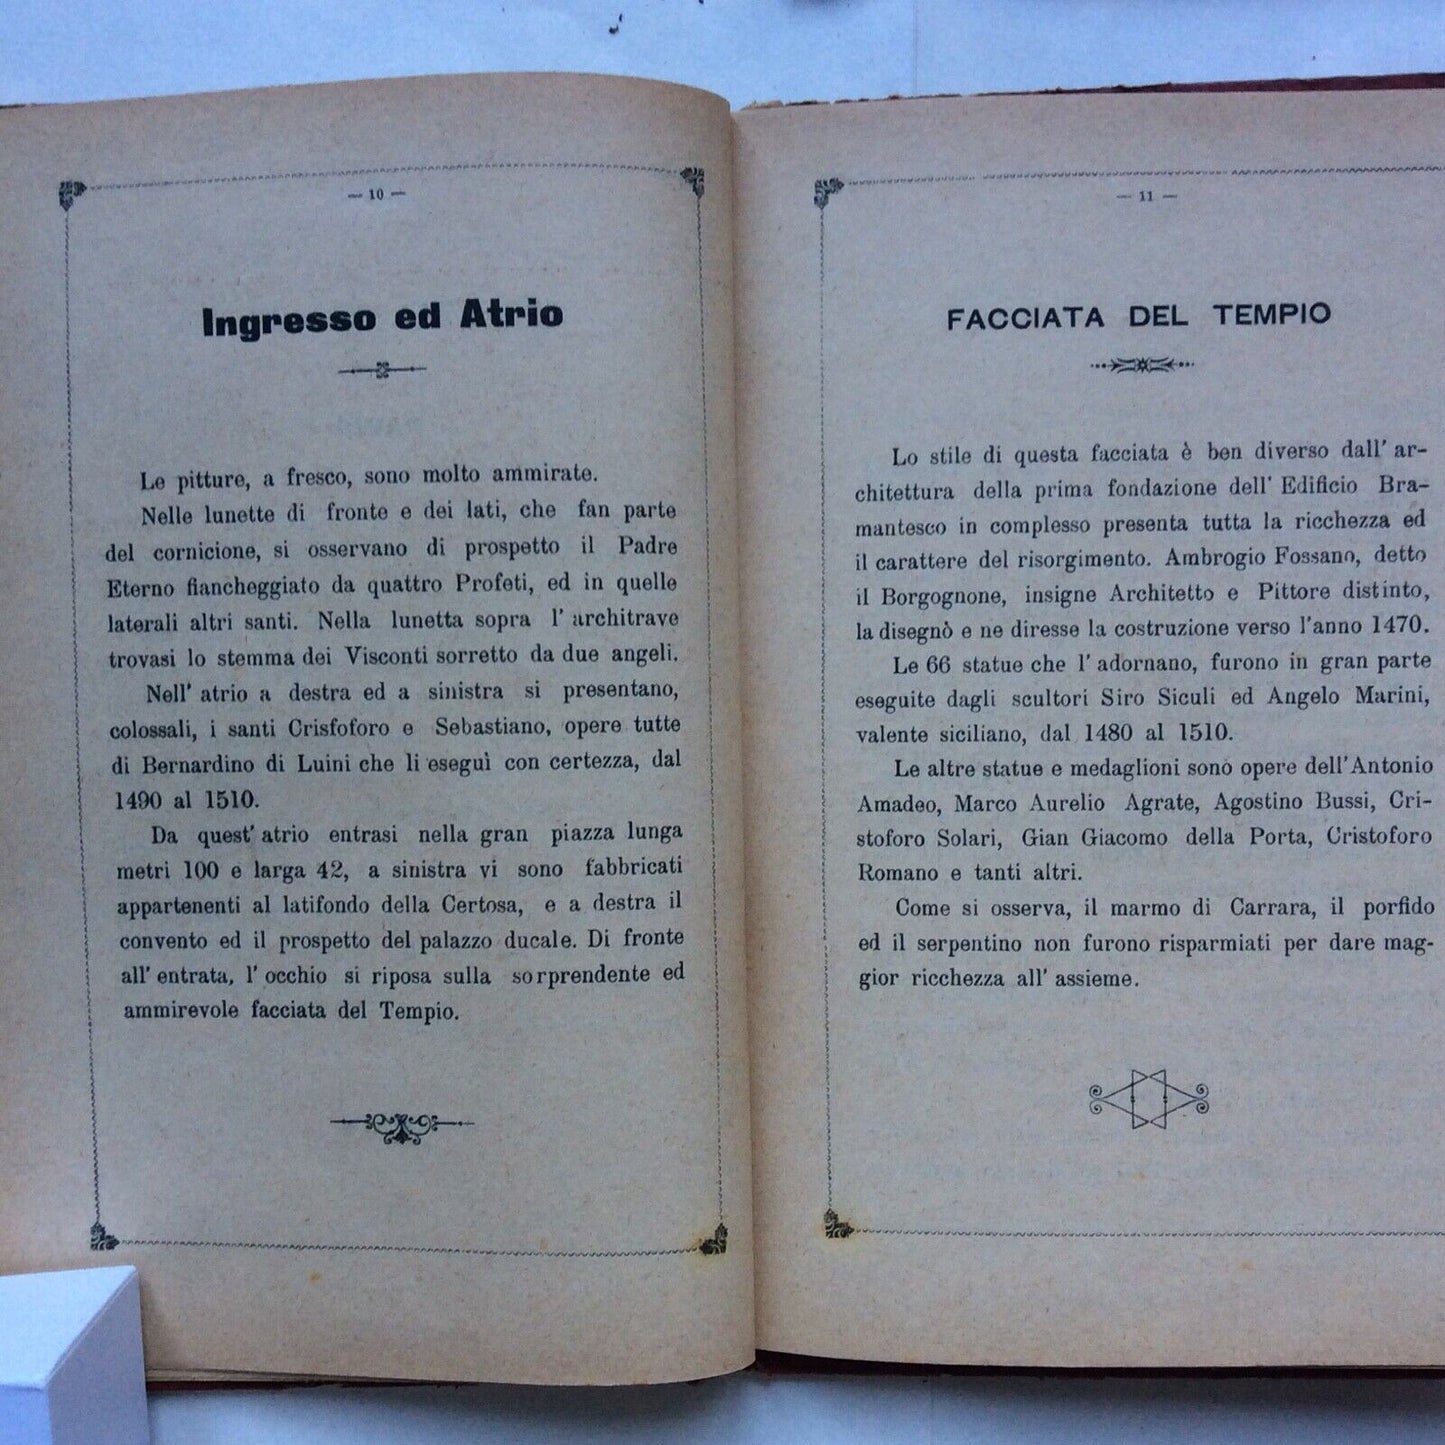 — 10 —
Ingresso ed Atrio
Le pitture, a fresco, sono molto ammirate.
Nelle lunette di fronte e dei lati, che fan parte
del cornicione, si osservano di prospetto il Padre
Eterno fiancheggiato da quattro Profeti, ed in quelle
laterali altri santi. Nella lunetta sopra l' architrave
trovasi lo stemma dei Visconti sorretto da due angeli.
Nell' atrio a destra ed a sinistra si presentano,
colossali, i santi Crisfoforo e Sebastiano, opere tutte
di Bernardino di Luini che li eseguì con certezza, dal
1490 al 1510.
Da quest' atrio entrasi nella gran piazza lunga
metri 100 e larga 42, a sinistra vi sono fabbricati
appartenenti al latifondo della Certosa, e a destra il
convento ed il prospetto del palazzo ducale. Di fronte
all' entrata, l' occhio si riposa sulla sorprendente ed
ammirevole facciata del Tempio.
— 11 —
FACCIATA DEL TEMPIO
Lo stile di questa facciata è ben diverso dall' ar-
chitettura della prima fondazione dell' Edificio Bra-
mantesco in complesso presenta tutta la ricchezza ed
il carattere del risorgimento. Ambrogio Fossano, detto
il Borgognone, insigne Architetto e Pittore distinto,
la disegnò e ne diresse la costruzione verso l'anno 1470.
Le 66 statue che l' adornano, furono in gran parte
eseguite dagli scultori Siro Siculi ed Angelo Marini,
valente siciliano, dal 1480 al 1510.
Le altre statue e medaglioni sono opere dell'Antonio
Amadeo, Marco Aurelio Agrate, Agostino Bussi, Cri-
stoforo Solari, Gian Giacomo della Porta, Cristoforo
Romano e tanti altri.
Come si osserva, il marmo di Carrara, il porfido
ed il serpentino non furono risparmiati per dare mag-
gior ricchezza all' assieme.